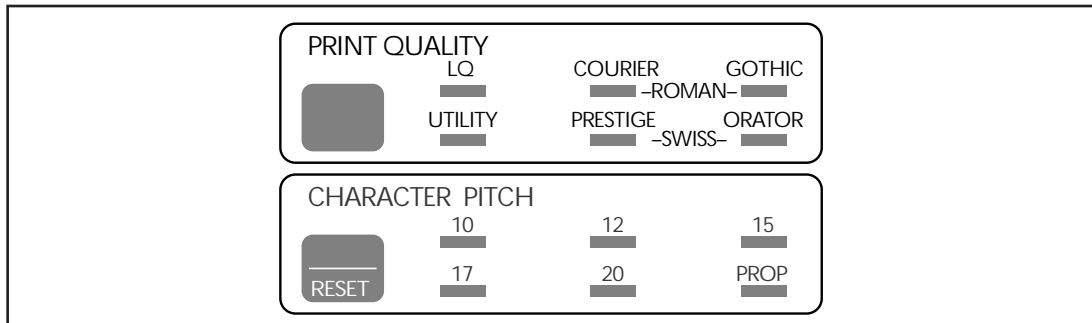 PRINT QUALITY
LQ COURIER GOTHIC
–ROMAN–
UTILITY PRESTIGE ORATOR
–SWISS–
CHARACTER PITCH
10 12 15
17 20 PROP
RESET